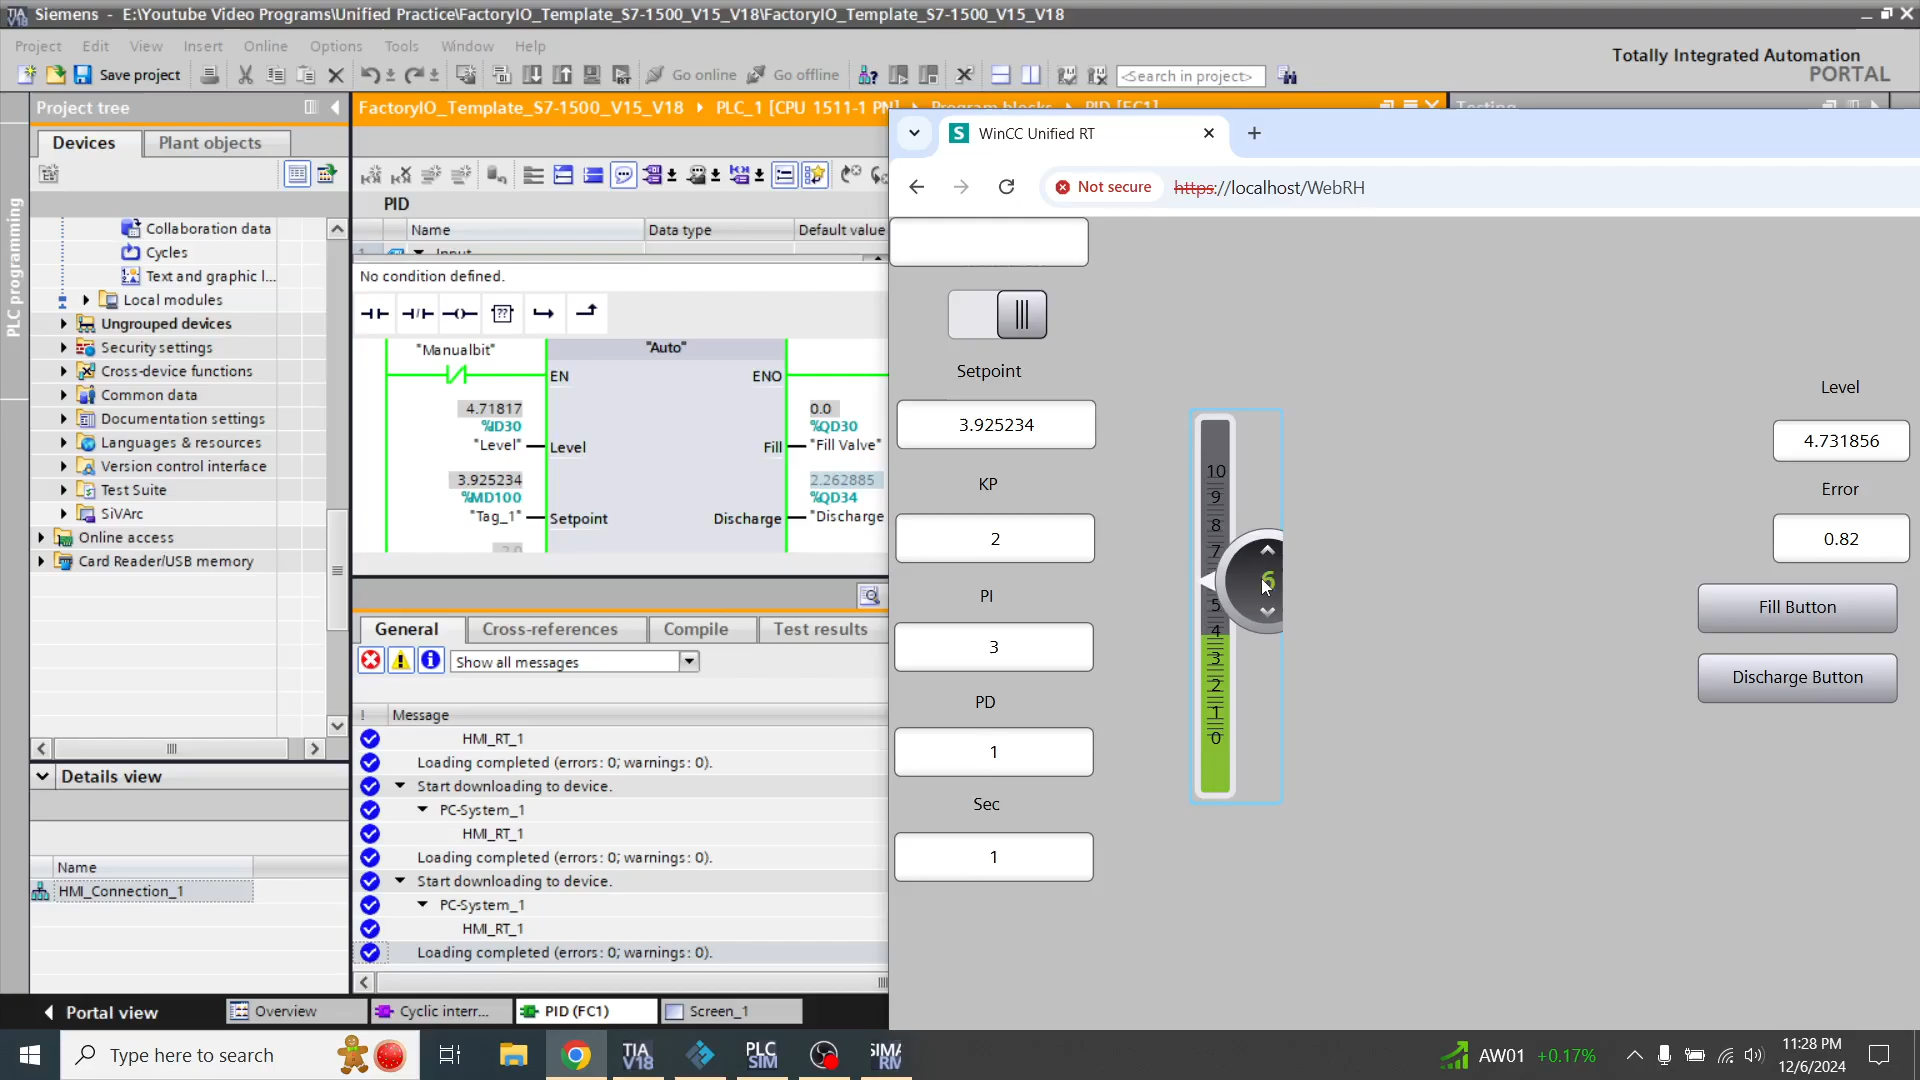 Siemens - E:\Youtube Video Programs\Unified Practice\FactoryIO_Template_S7-1500_V15_V18\FactoryIO_Template_S7-1500_V15_V18
Project Edit View Insert Online Options Tools Window Help
Totally Integrated Automation
PORTAL
Save project
Go online
Go offline
<Search in project>
Project tree
FactoryIO_Template_S7-1500_V15_V18 PLC_1 [CPU 1511-1 PN] Program blocks PID [FC1]
Testing
PLC programming
Devices
Plant objects
Collaboration data
Cycles
Text and graphic l...
Local modules
Ungrouped devices
Security settings
Cross-device functions
Common data
Documentation settings
Languages & resources
Version control interface
Test Suite
SiVArc
Online access
Card Reader/USB memory
Details view
Name
HMI_Connection_1
PID
Name Data type Default value
1 Input
No condition defined.
"Manualbit"
"Auto"
EN ENO
4.71817
%ID30
"Level" Level
0.0
%QD30
Fill "Fill Valve"
3.925234
%MD100
"Tag_1" Setpoint
2.262885
%QD34
Discharge "Discharge
2.0
General Cross-references Compile Test results
Show all messages
! Message
HMI_RT_1
Loading completed (errors: 0; warnings: 0).
Start downloading to device.
PC-System_1
HMI_RT_1
Loading completed (errors: 0; warnings: 0).
Start downloading to device.
PC-System_1
HMI_RT_1
Loading completed (errors: 0; warnings: 0).
WinCC Unified RT
Not secure https://localhost/WebRH
Setpoint
3.925234
KP
2
PI
3
PD
1
Sec
1
10
9
8
7
6
5
4
3
2
1
0
Level
4.731856
Error
0.82
Fill Button
Discharge Button
Portal view
Overview
Cyclic interr...
PID (FC1)
Screen_1
Type here to search
TIA
V18
PLC
SIM
AW01 +0.17%
11:28 PM
12/6/2024